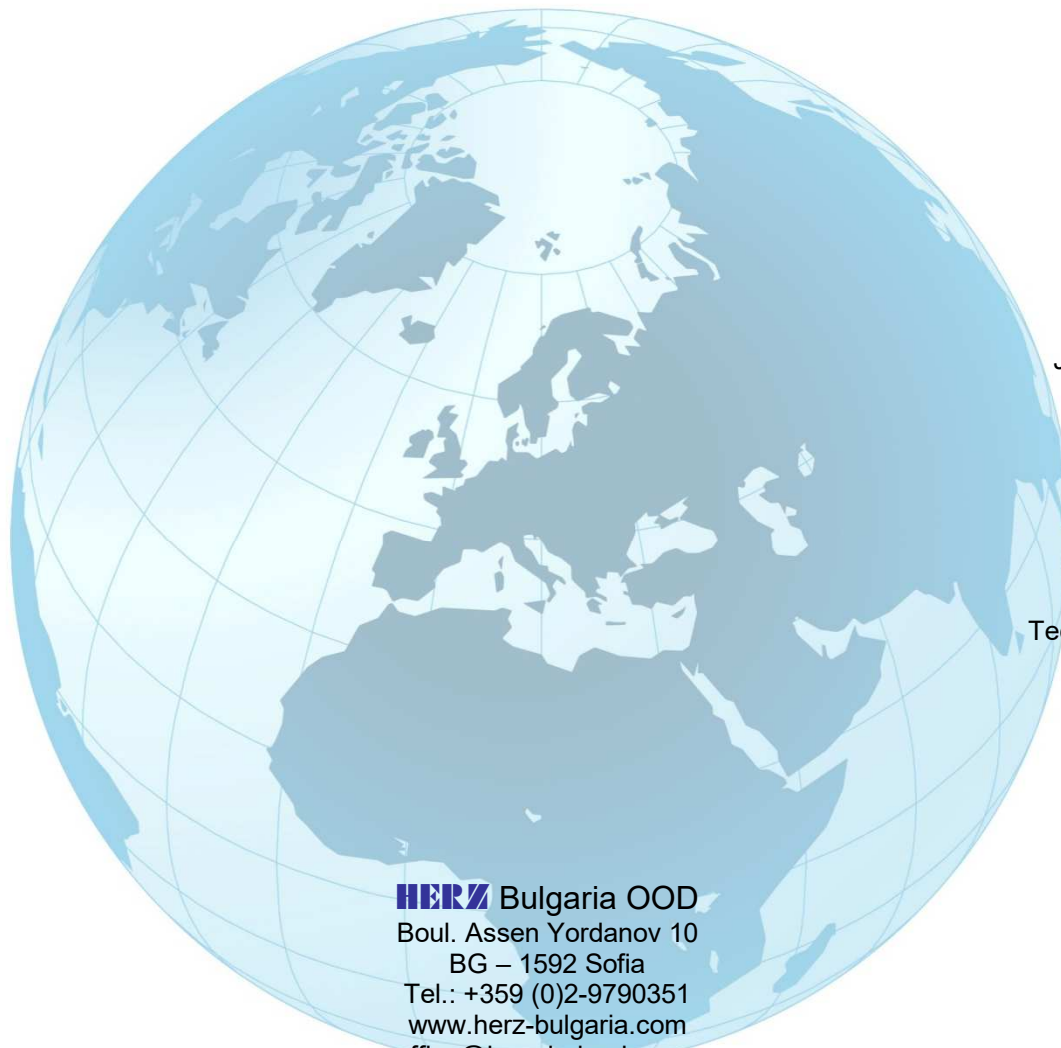 HERZ Bulgaria OOD
Boul. Assen Yordanov 10
BG – 1592 Sofia
Tel.: +359 (0)2-9790351
www.herz-bulgaria.com